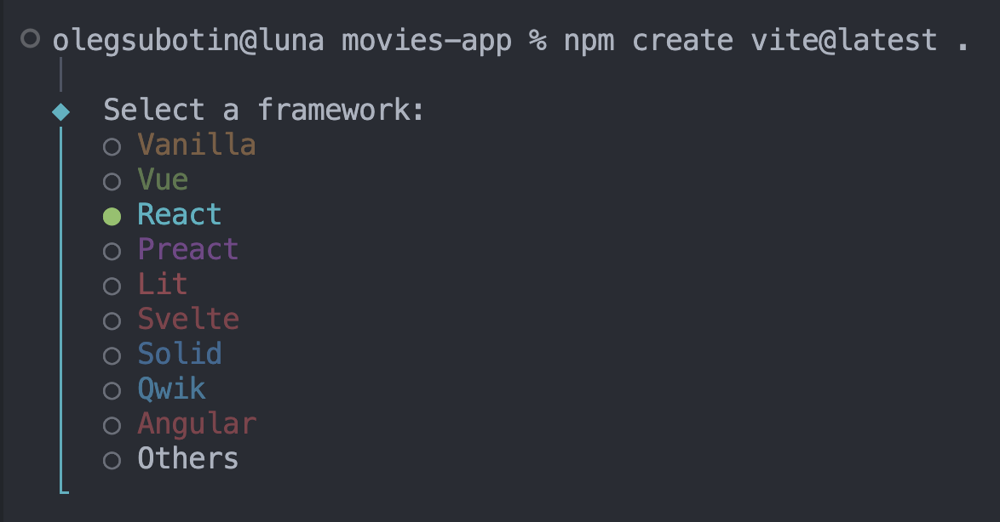 olegsubotin@luna movies-app % npm create vite@latest .
Select a framework:
Vanilla
Vue
React
Preact
Lit
Svelte
Solid
Qwik
Angular
Others